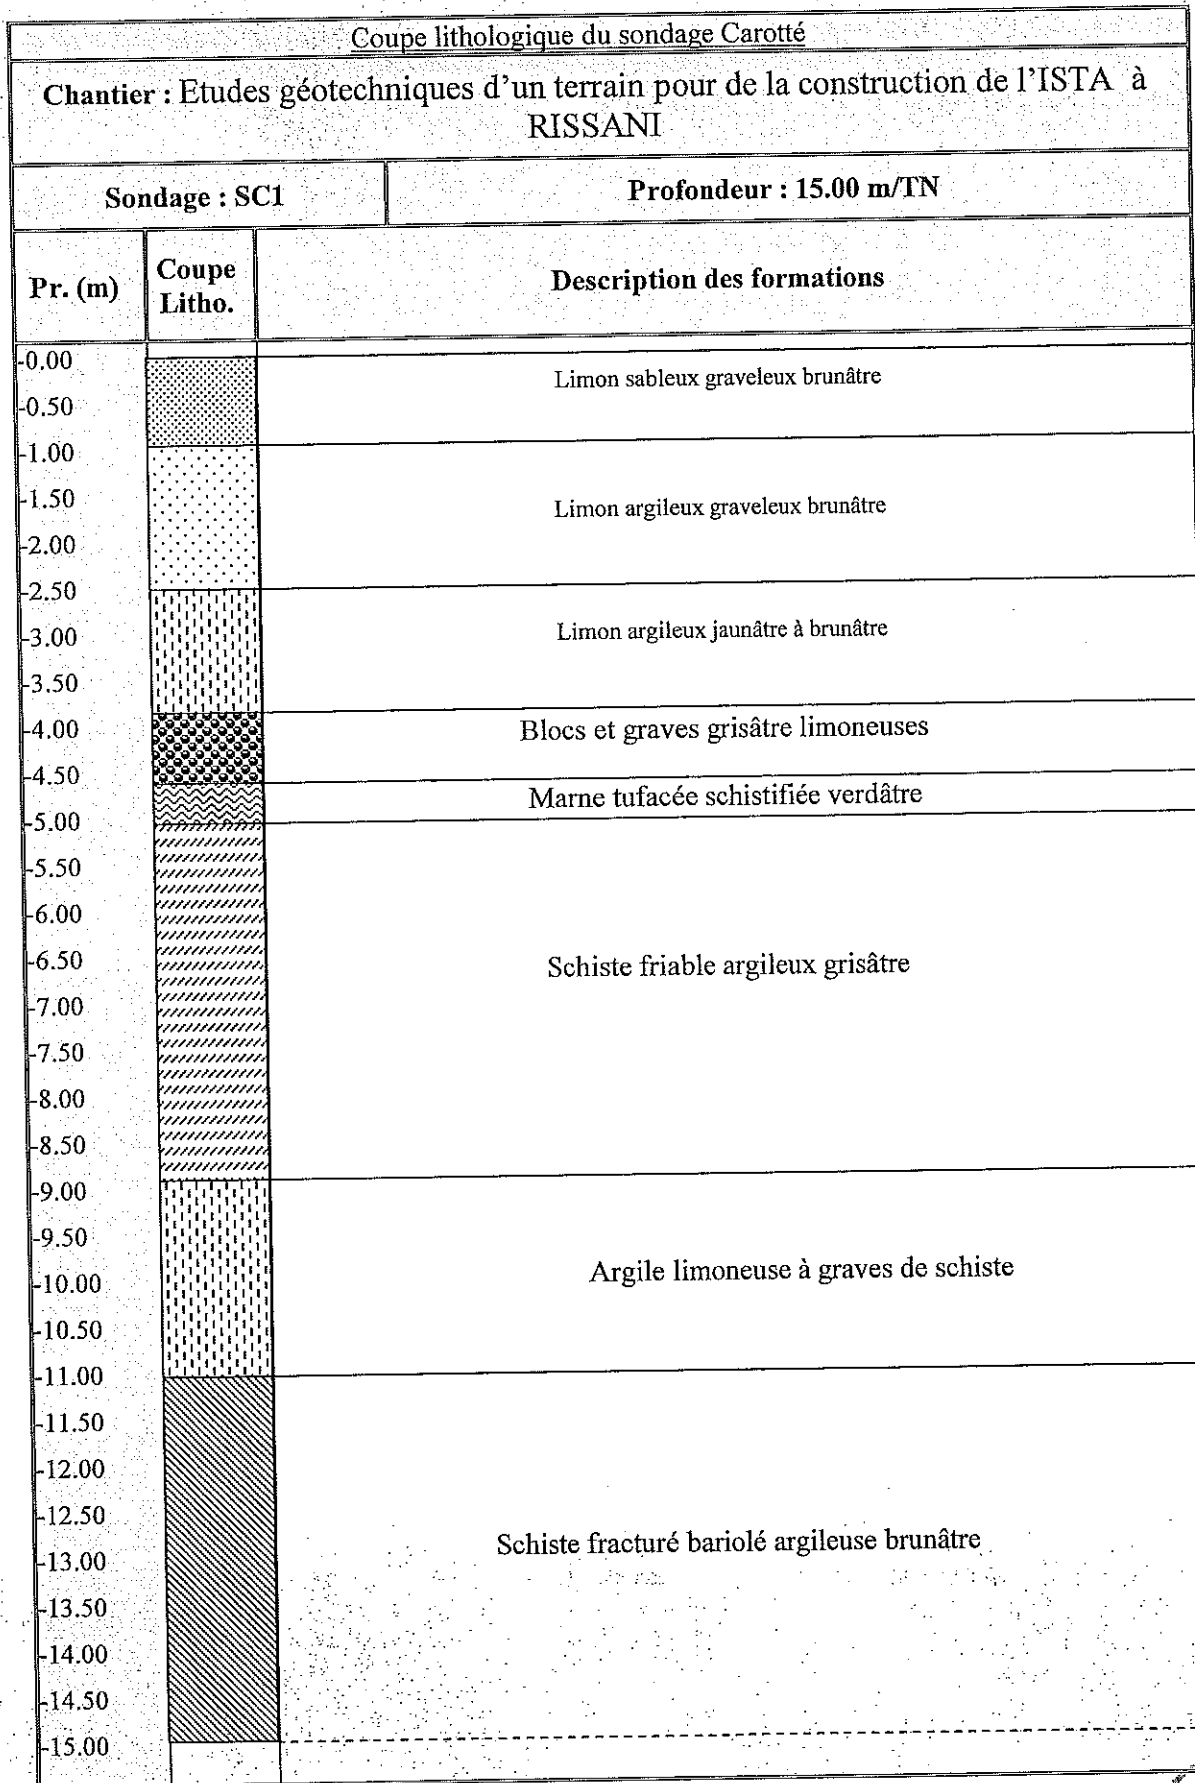 Coupe lithologique du sondage Carotté
Chantier : Etudes géotechniques d'un terrain pour de la construction de l'ISTA à
RISSANI
Sondage : SC1
Profondeur : 15.00 m/TN
Pr. (m)
Coupe
Litho.
Description des formations
-0.00
Limon sableux graveleux brunâtre
-0.50
-1.00
-1.50
Limon argileux graveleux brunâtre
-2.00
-2.50
-3.00
Limon argileux jaunâtre à brunâtre
-3.50
-4.00
Blocs et graves grisâtre limoneuses
-4.50
Marne tufacée schistifiée verdâtre
-5.00
-5.50
-6.00
-6.50
Schiste friable argileux grisâtre
-7.00
-7.50
-8.00
-8.50
-9.00
-9.50
Argile limoneuse à graves de schiste
-10.00
-10.50
-11.00
-11.50
-12.00
-12.50
Schiste fracturé bariolé argileuse brunâtre
-13.00
-13.50
-14.00
-14.50
-15.00